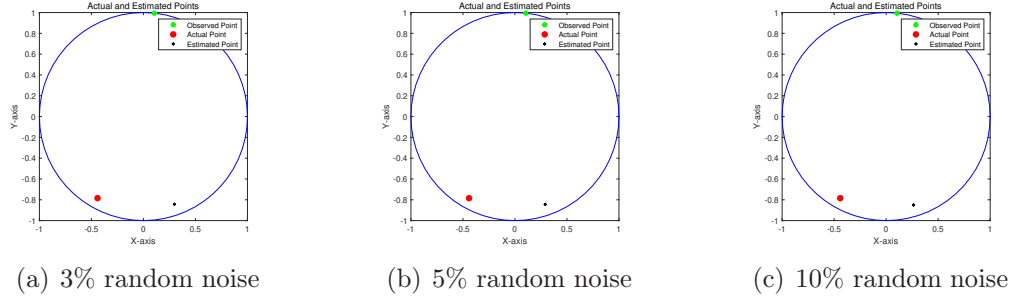 Actual and Estimated Points
Observed Point
Actual Point
Estimated Point
1
0.8
0.6
0.4
0.2
0
-0.2
-0.4
-0.6
-0.8
-1
Y-axis
-1 -0.5 0 0.5 1
X-axis
(a) 3% random noise
Actual and Estimated Points
Observed Point
Actual Point
Estimated Point
1
0.8
0.6
0.4
0.2
0
-0.2
-0.4
-0.6
-0.8
-1
Y-axis
-1 -0.5 0 0.5 1
X-axis
(b) 5% random noise
Actual and Estimated Points
Observed Point
Actual Point
Estimated Point
1
0.8
0.6
0.4
0.2
0
-0.2
-0.4
-0.6
-0.8
-1
Y-axis
-1 -0.5 0 0.5 1
X-axis
(c) 10% random noise